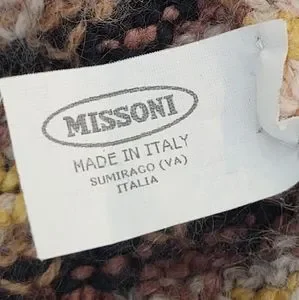 MISSONI
MADE IN ITALY
SUMIRAGO (VA)
ITALIA